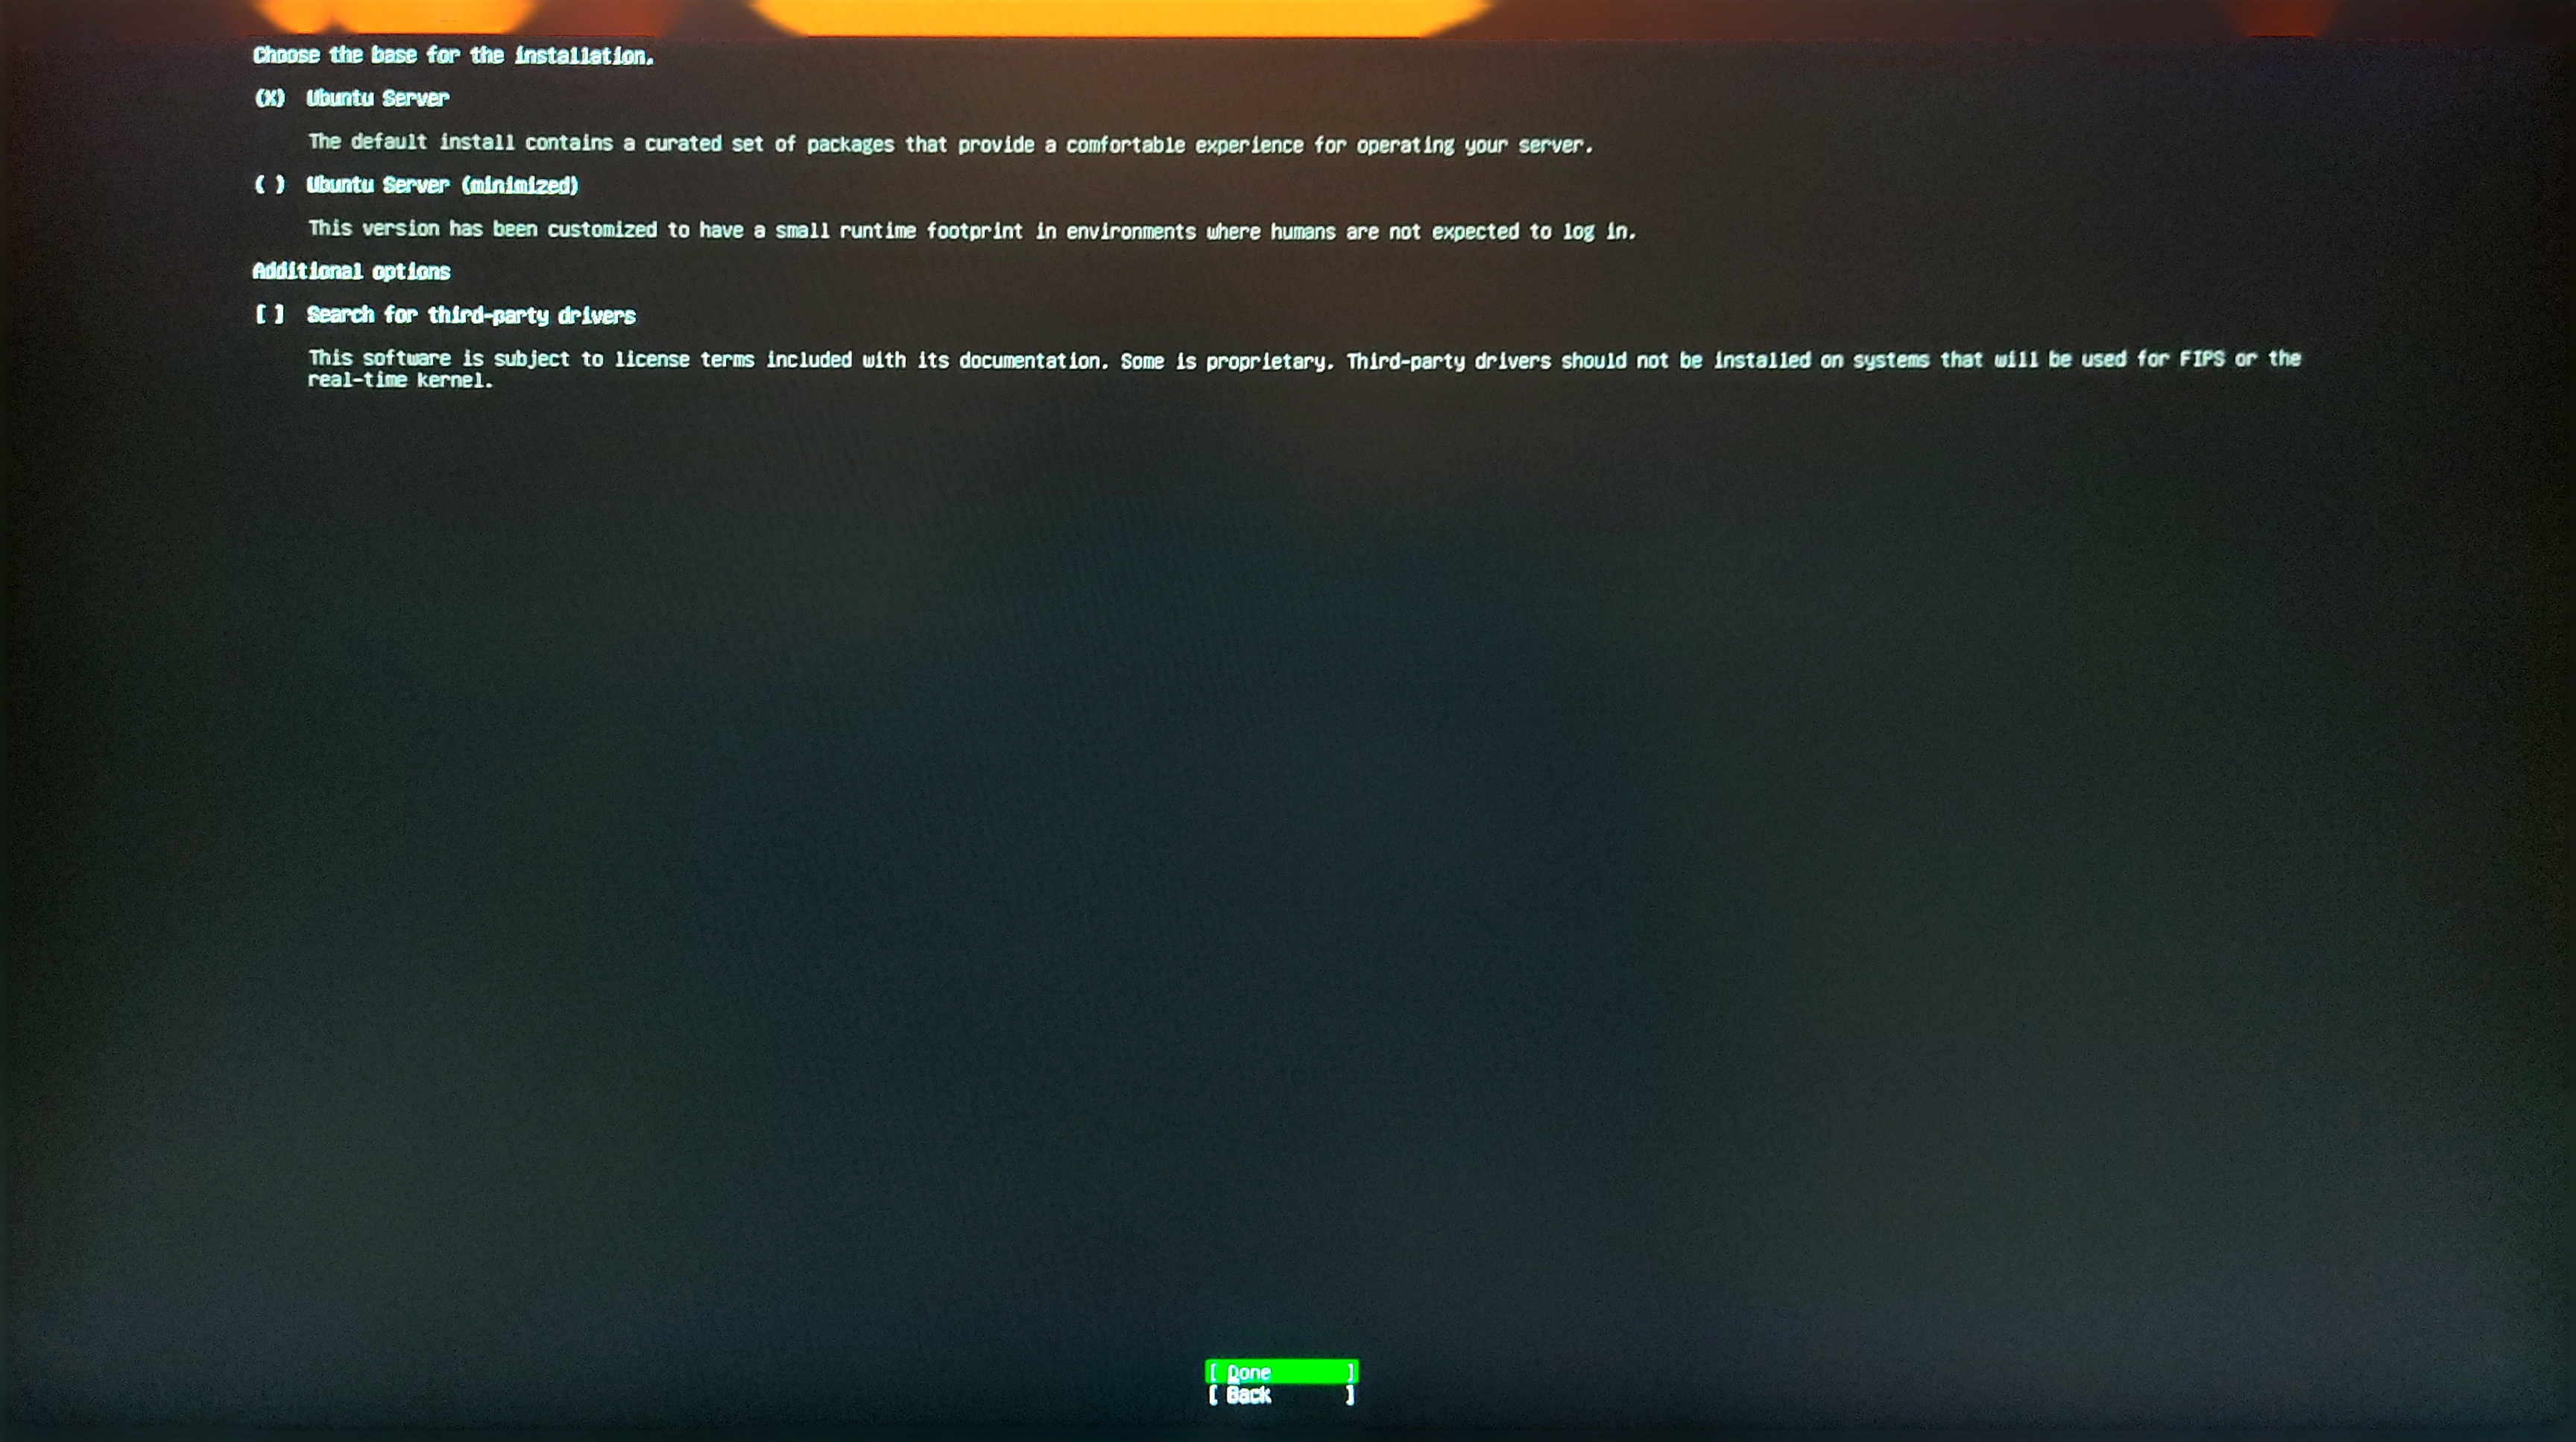 Choose the base for the installation.
(X) Ubuntu Server
The default install contains a curated set of packages that provide a comfortable experience for operating your server.
( ) Ubuntu Server (minimized)
This version has been customized to have a small runtime footprint in environments where humans are not expected to log in.
Additional options
[ ] Search for third-party drivers
This software is subject to license terms included with its documentation. Some is proprietary. Third-party drivers should not be installed on systems that will be used for FIPS or the
real-time kernel.
[ Done ]
[ Back ]